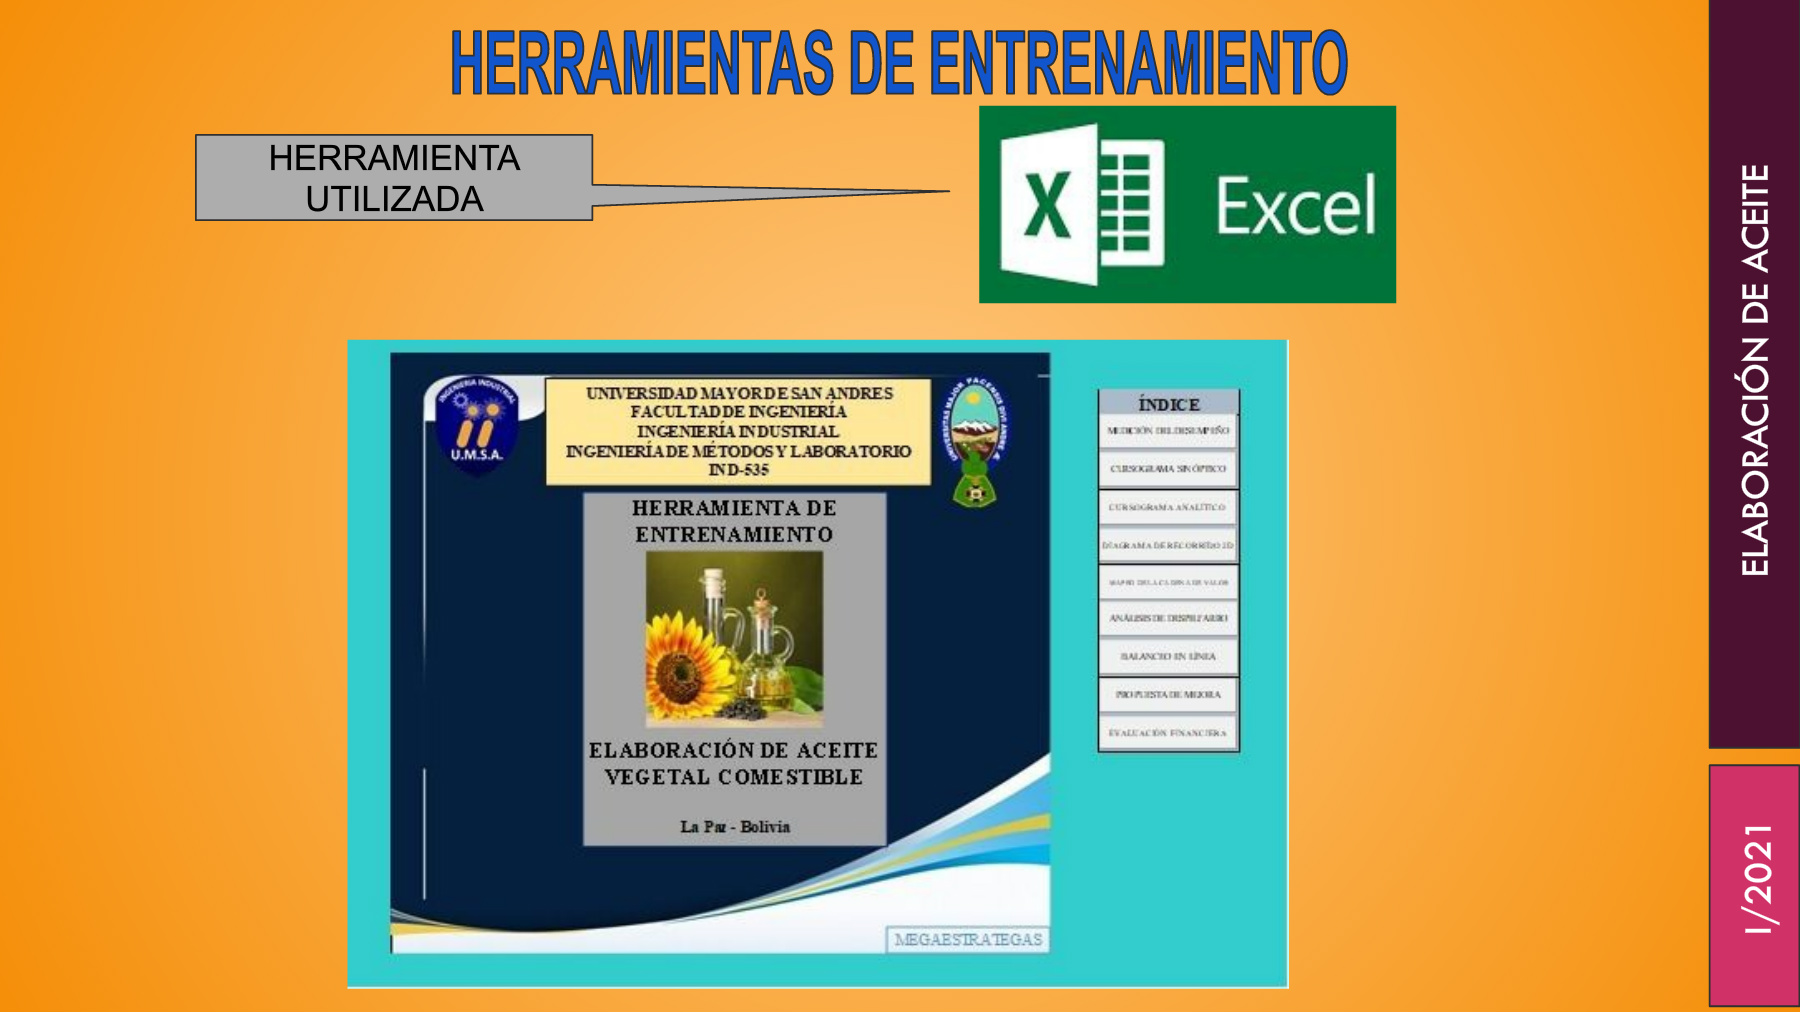 HERRAMIENTAS DE ENTRENAMIENTO
HERRAMIENTA
UTILIZADA
X
Excel
INGENIERIA INDUSTRIAL
U.M.S.A.
UNIVERSIDAD MAYOR DE SAN ANDRES
FACULTAD DE INGENIERÍA
INGENIERÍA INDUSTRIAL
INGENIERÍA DE MÉTODOS Y LABORATORIO
IND-535
UNIVERSITAS MAJOR PACENSIS DIVI ANDRE Æ
HERRAMIENTA DE
ENTRENAMIENTO
ELABORACIÓN DE ACEITE
VEGETAL COMESTIBLE
La Paz - Bolivia
MEGAESTRATEGAS
ÍNDICE
MEDICIÓN DEL DESEMPEÑO
CURSOGRAMA SINÓPTICO
CURSOGRAMA ANALÍTICO
DIAGRAMA DE RECORRIDO 2D
DE LA CADENA DE VALOR
ANÁLISIS DE DESPILFARRO
BALANCEO EN LÍNEA
PROPUESTA DE MEJORA
EVALUACIÓN FINANCIERA
ELABORACIÓN DE ACEITE
I/2021